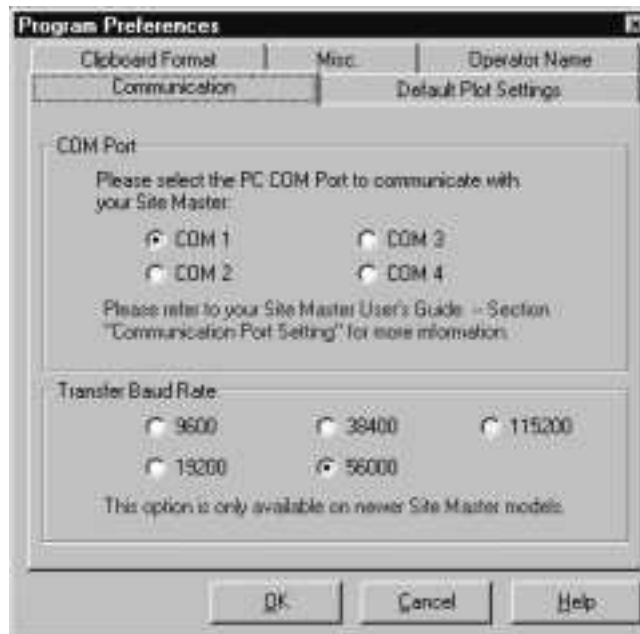 Program Preferences
Clipboard Format
Misc.
Operator Name
Communication
Default Plot Settings
COM Port
Please select the PC COM Port to communicate with
your Site Master:
COM 1
COM 3
COM 2
COM 4
Please refer to your Site Master User's Guide -- Section
"Communication Port Setting" for more information.
Transfer Baud Rate
9600
38400
115200
19200
56000
This option is only available on newer Site Master models.
OK
Cancel
Help